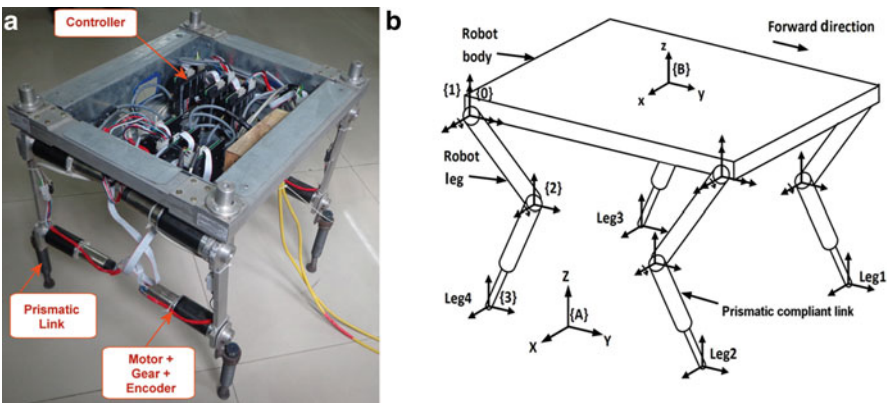 a
Controller
Prismatic
Link
Motor +
Gear +
Encoder
b
Robot
body
Forward direction
z
{B}
x
y
{1}
{0}
Robot
leg
{2}
Leg3
Leg1
Leg4
{3}
Z
{A}
X
Y
Prismatic compliant link
Leg2